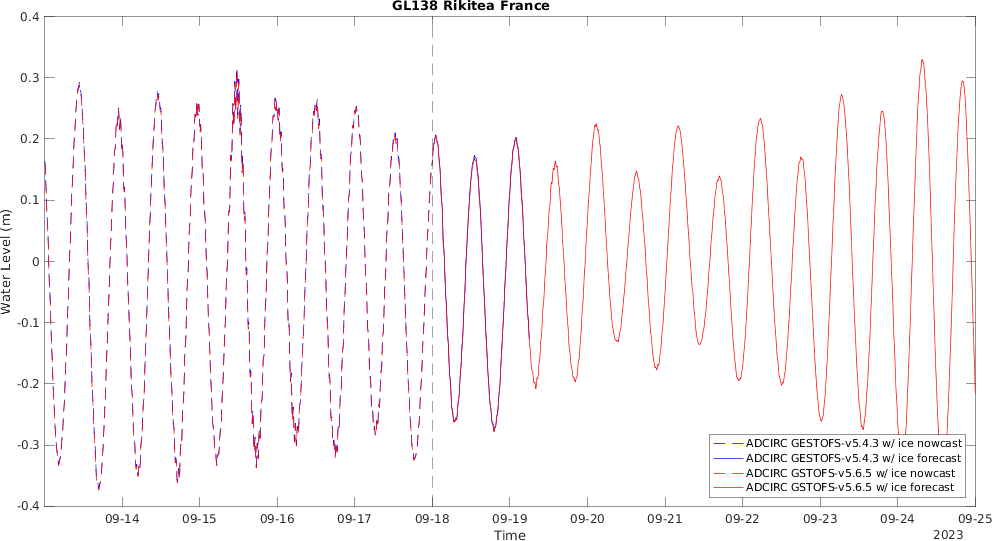 GL138 Rikitea France
0.4
0.3
0.2
0.1
0
-0.1
-0.2
-0.3
-0.4
Water Level (m)
ADCIRC GESTOFS-v5.4.3 w/ ice nowcast
ADCIRC GESTOFS-v5.4.3 w/ ice forecast
ADCIRC GSTOFS-v5.6.5 w/ ice nowcast
ADCIRC GSTOFS-v5.6.5 w/ ice forecast
09-14 09-15 09-16 09-17 09-18 09-19 09-20 09-21 09-22 09-23 09-24 09-25
Time
2023